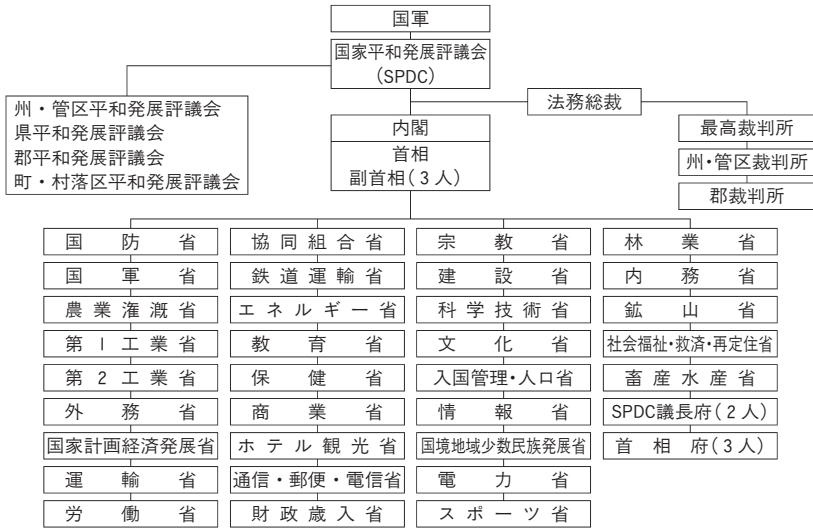 国軍
国家平和発展評議会
(SPDC)
州・管区平和発展評議会
県平和発展評議会
郡平和発展評議会
町・村落区平和発展評議会
法務総裁
内閣
首相
副首相(3人)
最高裁判所
州・管区裁判所
郡裁判所
国防省
国軍省
農業潅漑省
第1工業省
第2工業省
外務省
国家計画経済発展省
運輸省
労働省
協同組合省
鉄道運輸省
エネルギー省
教育省
保健省
商業省
ホテル観光省
通信・郵便・電信省
財政歳入省
宗教省
建設省
科学技術省
文化省
入国管理・人口省
情報省
国境地域少数民族発展省
電力省
スポーツ省
林業省
内務省
鉱山省
社会福祉・救済・再定住省
畜産水産省
SPDC議長府(2人)
首相府(3人)